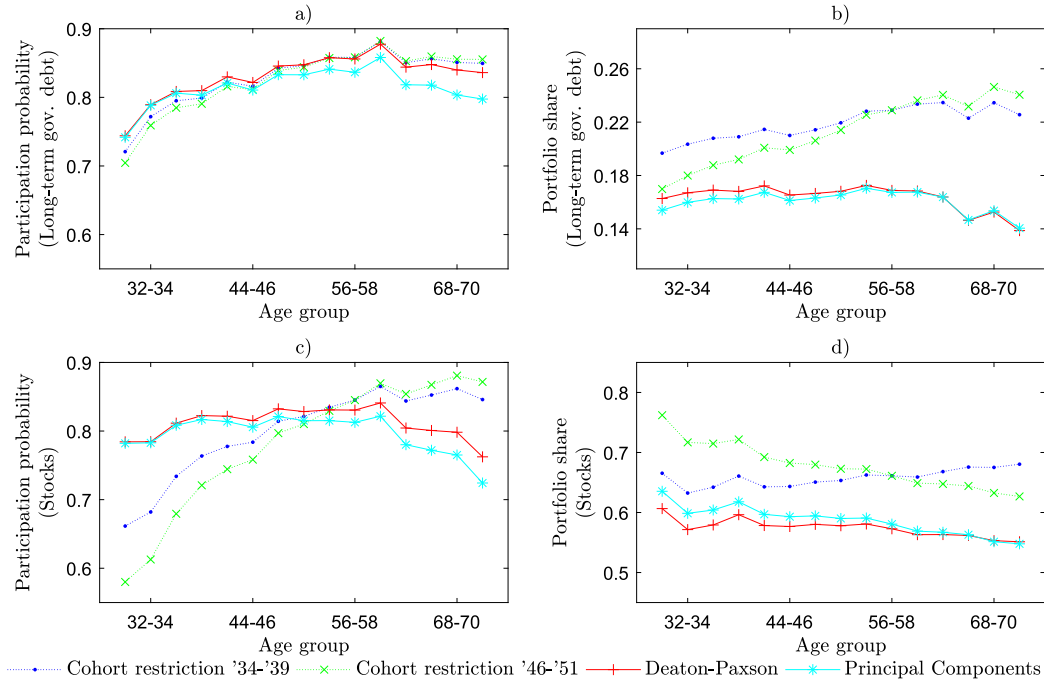 a)
Participation probability
(Long-term gov. debt)
0.9
0.8
0.7
0.6
32-34 44-46 56-58 68-70
Age group
b)
Portfolio share
(Long-term gov. debt)
0.26
0.22
0.18
0.14
32-34 44-46 56-58 68-70
Age group
c)
Participation probability
(Stocks)
0.9
0.8
0.7
0.6
32-34 44-46 56-58 68-70
Age group
d)
Portfolio share
(Stocks)
0.8
0.7
0.6
0.5
32-34 44-46 56-58 68-70
Age group
Cohort restriction '34-'39 Cohort restriction '46-'51 Deaton-Paxson Principal Components